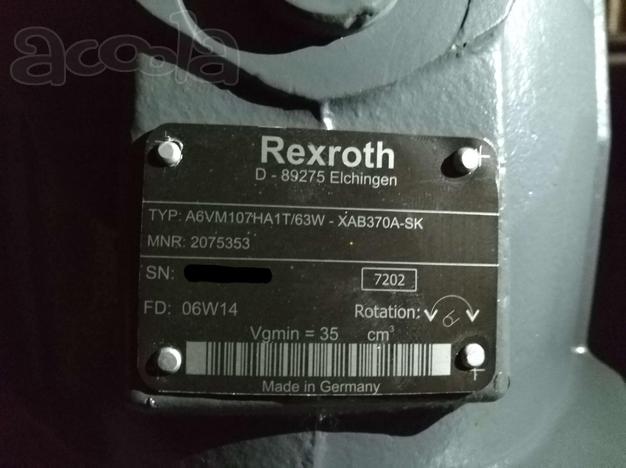 acoola
Rexroth
D - 89275 Elchingen
TYP: A6VM107HA1T/63W - XAB370A-SK
MNR: 2075353
SN:
7202
FD: 06W14
Rotation:
Vgmin = 35 cm³
Made in Germany